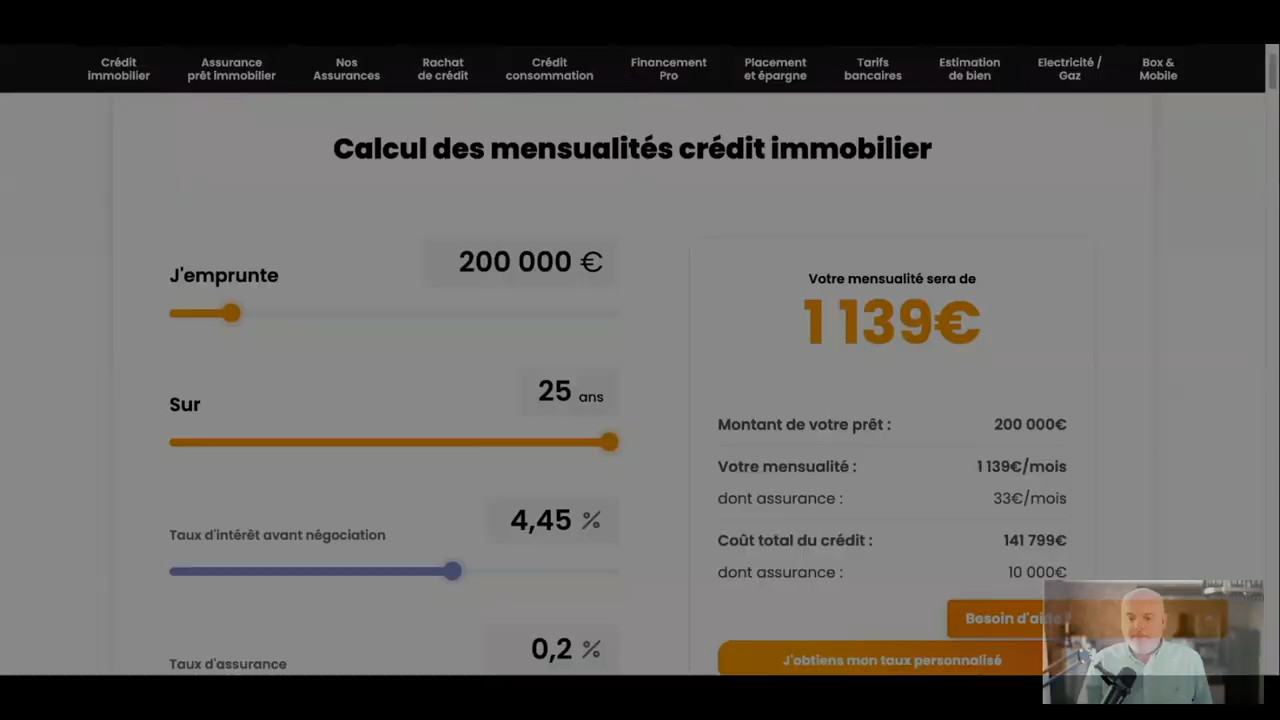 Crédit immobilier
Assurance prêt immobilier
Nos Assurances
Rachat de crédit
Crédit consommation
Financement Pro
Placement et épargne
Tarifs bancaires
Estimation de bien
Electricité / Gaz
Box & Mobile
Calcul des mensualités crédit immobilier
J'emprunte
200 000 €
Sur
25 ans
Taux d'intérêt avant négociation
4,45 %
Taux d'assurance
0,2 %
Votre mensualité sera de
1 139€
Montant de votre prêt : 200 000€
Votre mensualité : 1 139€/mois
dont assurance : 33€/mois
Coût total du crédit : 141 799€
dont assurance : 10 000€
Besoin d'aide
J'obtiens mon taux personnalisé